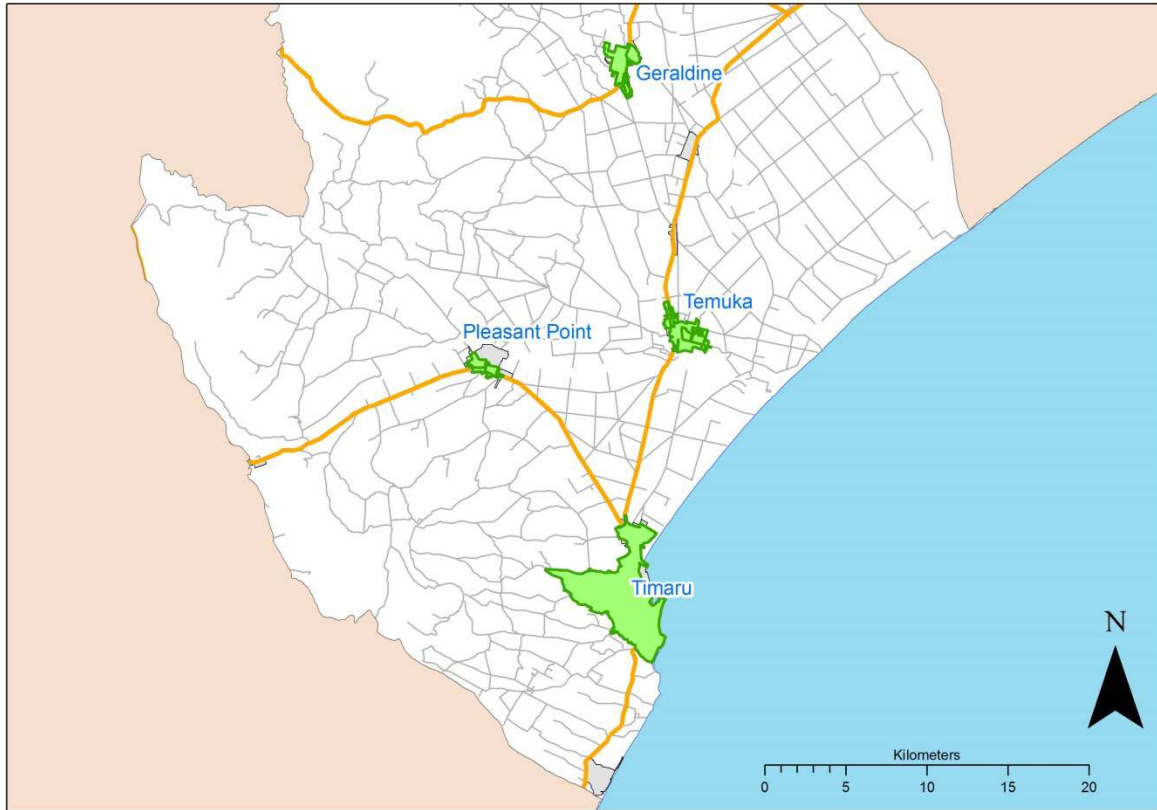 Geraldine
Temuka
Pleasant Point
Timaru
N
Kilometers
0 5 10 15 20